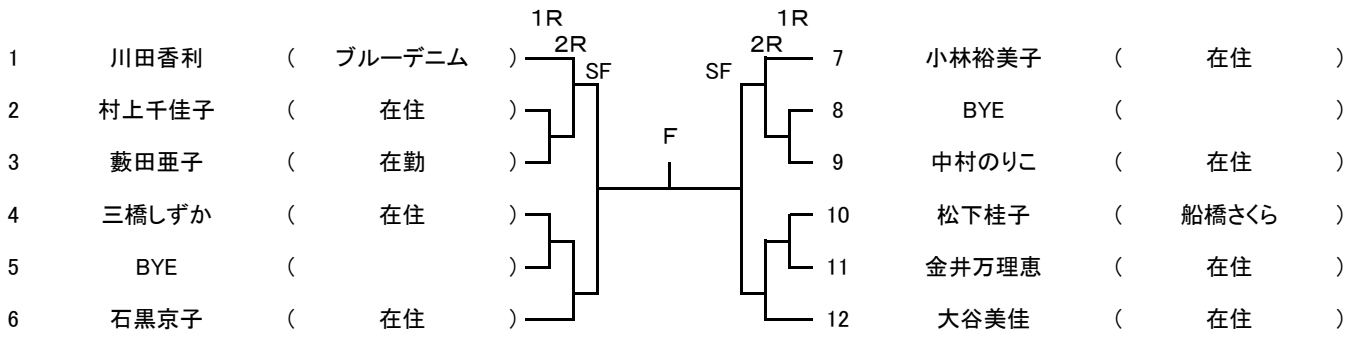 １R １R
２R ２R
1 川田香利 ( ブルーデニム ) 7 小林裕美子 ( 在住 )
SF SF
2 村上千佳子 ( 在住 ) 8 BYE ( )
F
3 藪田亜子 ( 在勤 ) 9 中村のりこ ( 在住 )
4 三橋しずか ( 在住 ) 10 松下桂子 ( 船橋さくら )
5 BYE ( ) 11 金井万理恵 ( 在住 )
6 石黒京子 ( 在住 ) 12 大谷美佳 ( 在住 )